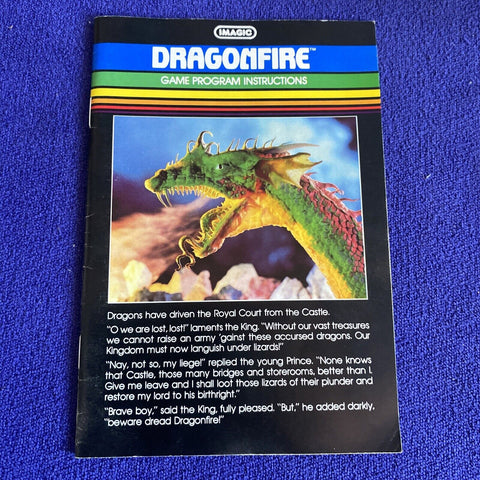 IMAGIC
DRAGONFIRE™
GAME PROGRAM INSTRUCTIONS
Dragons have driven the Royal Court from the Castle.
"O we are lost, lost!" laments the King. "Without our vast treasures
we cannot raise an army 'gainst these accursed dragons. Our
Kingdom must now languish under lizards!"
"Nay, not so, my liege!" replied the young Prince. "None knows
that Castle, those many bridges and storerooms, better than I.
Give me leave and I shall loot those lizards of their plunder and
restore my lord to his birthright."
"Brave boy," said the King, fully pleased. "But," he added darkly,
"beware dread Dragonfire!"